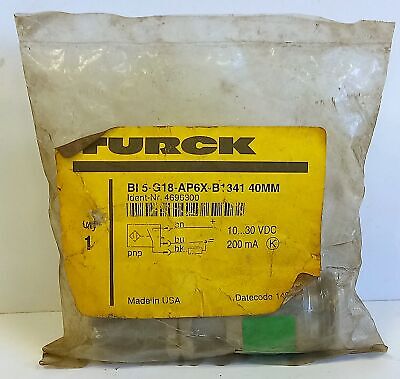 TURCK
BI 5-G18-AP6X-B1341 40MM
Ident-Nr. 4696300
bn +
10...30 VDC
bu
200 mA K
bk
1
pnp
Made in USA
Datecode